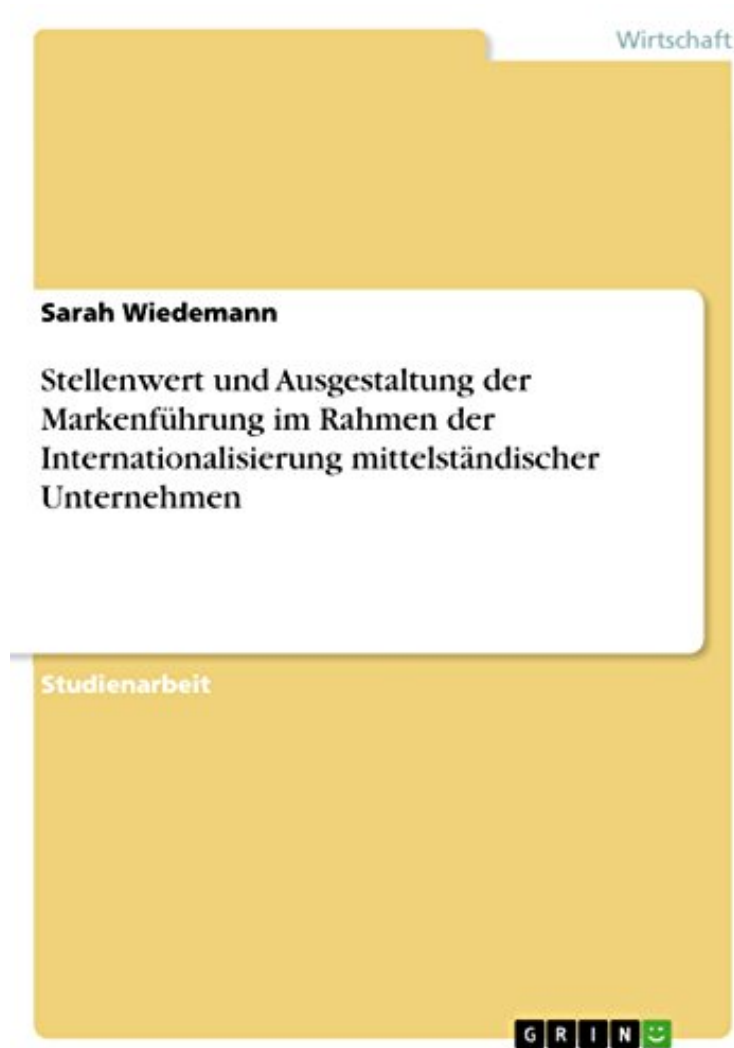 Wirtschaft
Sarah Wiedemann
Stellenwert und Ausgestaltung der
Markenführung im Rahmen der
Internationalisierung mittelständischer
Unternehmen
Studienarbeit
GRIN